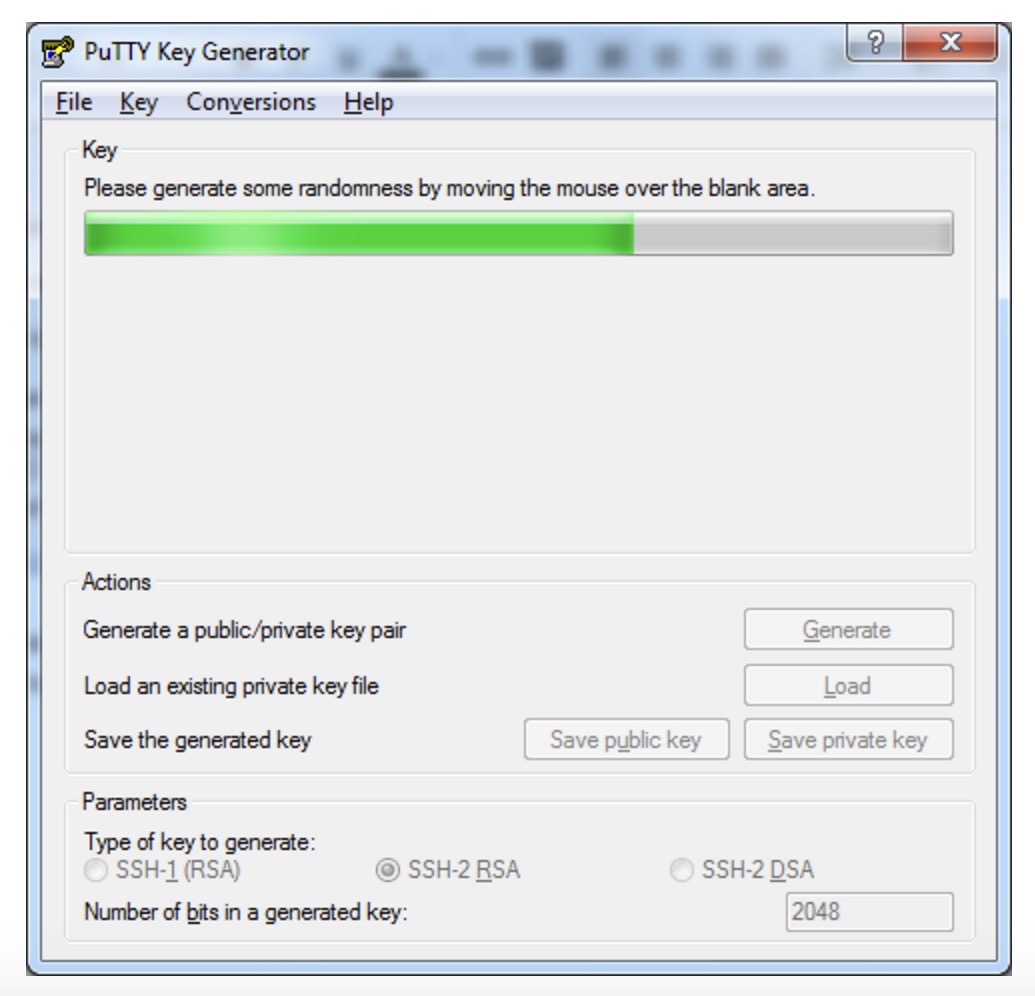 PuTTY Key Generator
?
X
File Key Conversions Help
Key
Please generate some randomness by moving the mouse over the blank area.
Actions
Generate a public/private key pair
Generate
Load an existing private key file
Load
Save the generated key
Save public key
Save private key
Parameters
Type of key to generate:
SSH-1 (RSA)
SSH-2 RSA
SSH-2 DSA
Number of bits in a generated key:
2048